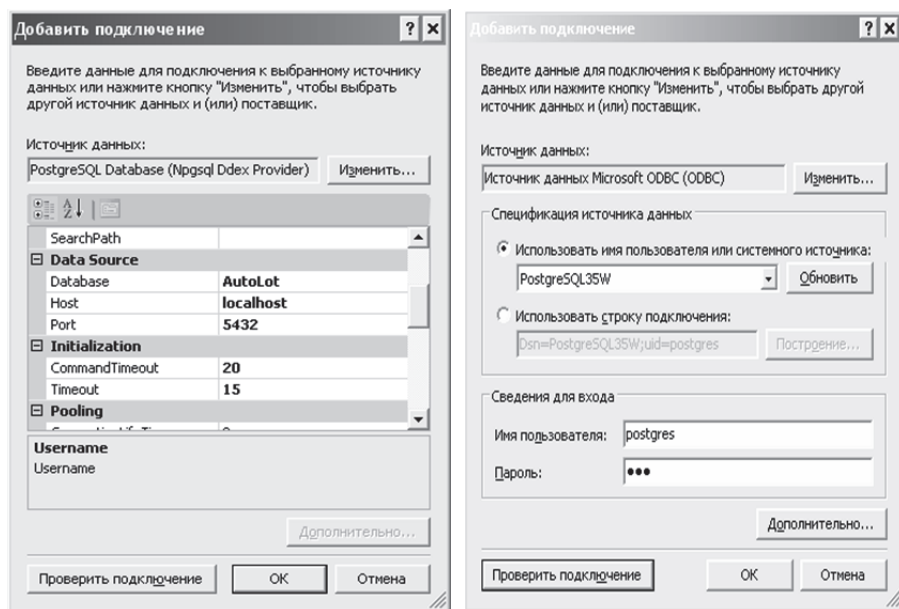 Добавить подключение
Введите данные для подключения к выбранному источнику
данных или нажмите кнопку "Изменить", чтобы выбрать
другой источник данных и (или) поставщик.
Источник данных:
PostgreSQL Database (Npgsql Ddex Provider)
Изменить...
SearchPath
Data Source
Database AutoLot
Host localhost
Port 5432
Initialization
CommandTimeout 20
Timeout 15
Pooling
Username
Username
Дополнительно...
Проверить подключение
ОК
Отмена
Добавить подключение
Введите данные для подключения к выбранному источнику
данных или нажмите кнопку "Изменить", чтобы выбрать
другой источник данных и (или) поставщик.
Источник данных:
Источник данных Microsoft ODBC (ODBC)
Изменить...
Спецификация источника данных
Использовать имя пользователя или системного источника:
PostgreSQL35W
Обновить
Использовать строку подключения:
Dsn=PostgreSQL35W;uid=postgres
Построение...
Сведения для входа
Имя пользователя: postgres
Пароль: •••
Дополнительно...
Проверить подключение
ОК
Отмена